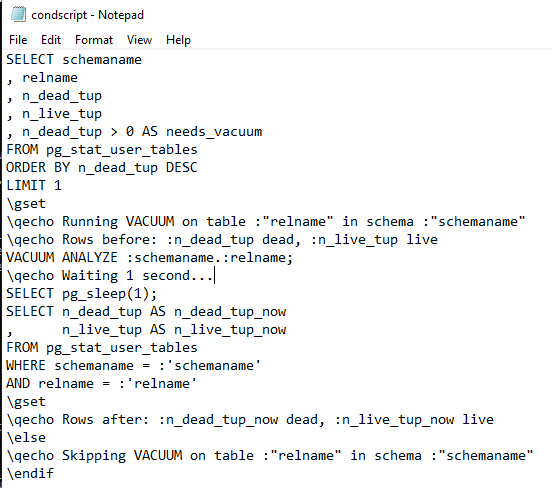 condscript - Notepad
File Edit Format View Help
SELECT schemaname
, relname
, n_dead_tup
, n_live_tup
, n_dead_tup > 0 AS needs_vacuum
FROM pg_stat_user_tables
ORDER BY n_dead_tup DESC
LIMIT 1
\gset
\qecho Running VACUUM on table :"relname" in schema :"schemaname"
\qecho Rows before: :n_dead_tup dead, :n_live_tup live
VACUUM ANALYZE :schemaname.:relname;
\qecho Waiting 1 second...
SELECT pg_sleep(1);
SELECT n_dead_tup AS n_dead_tup_now
,      n_live_tup AS n_live_tup_now
FROM pg_stat_user_tables
WHERE schemaname = :'schemaname'
AND relname = :'relname'
\gset
\qecho Rows after: :n_dead_tup_now dead, :n_live_tup_now live
\else
\qecho Skipping VACUUM on table :"relname" in schema :"schemaname"
\endif